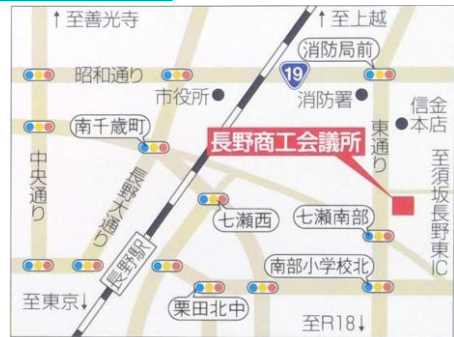 ↑至善光寺
↑至上越
消防局前
昭和通り
19
市役所●
消防署●
信金
本店
南千歳町
長野商工会議所
東通り
中央通り
長野大通り
至須坂長野東IC
七瀬西
七瀬南部
長野駅
南部小学校北
至東京↓
栗田北中
至R18↓